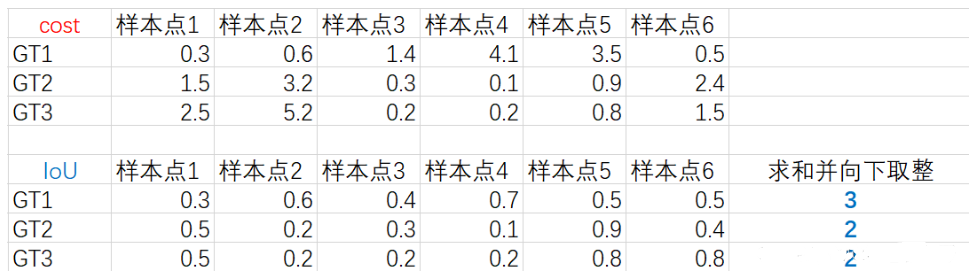 cost 样本点1 样本点2 样本点3 样本点4 样本点5 样本点6
GT1 0.3 0.6 1.4 4.1 3.5 0.5
GT2 1.5 3.2 0.3 0.1 0.9 2.4
GT3 2.5 5.2 0.2 0.2 0.8 1.5
IoU 样本点1 样本点2 样本点3 样本点4 样本点5 样本点6 求和并向下取整
GT1 0.3 0.6 0.4 0.7 0.5 0.5 3
GT2 0.5 0.2 0.3 0.1 0.9 0.4 2
GT3 0.5 0.2 0.2 0.2 0.8 0.8 2